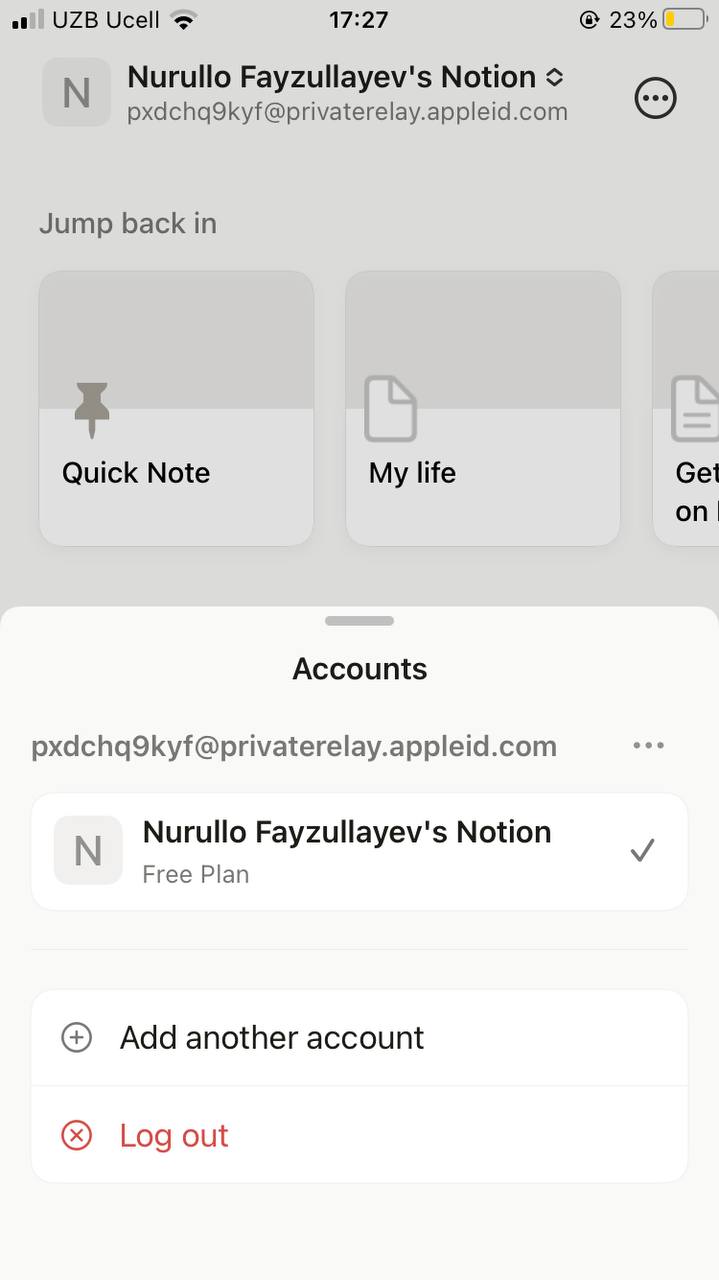 UZB Ucell 17:27 23%
N
Nurullo Fayzullayev's Notion
pxdchq9kyf@privaterelay.appleid.com
Jump back in
Quick Note
My life
Get
on
Accounts
pxdchq9kyf@privaterelay.appleid.com
N
Nurullo Fayzullayev's Notion
Free Plan
Add another account
Log out